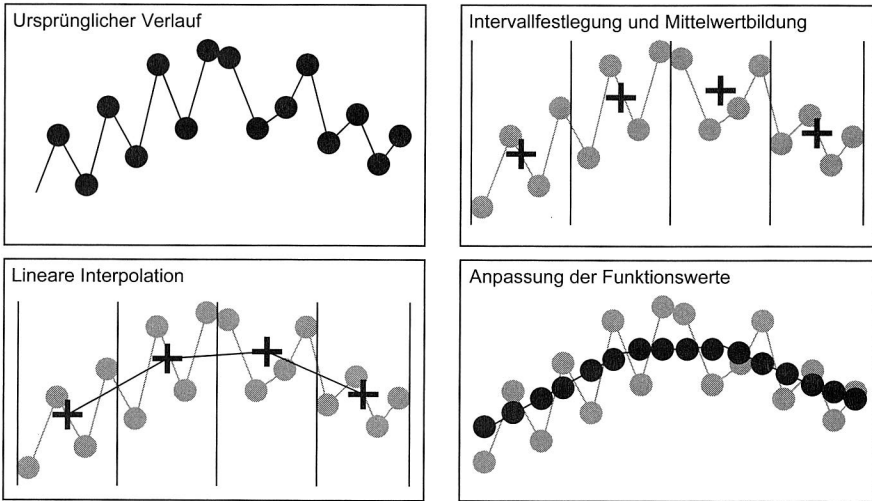 Ursprünglicher Verlauf
Intervallfestlegung und Mittelwertbildung
Lineare Interpolation
Anpassung der Funktionswerte